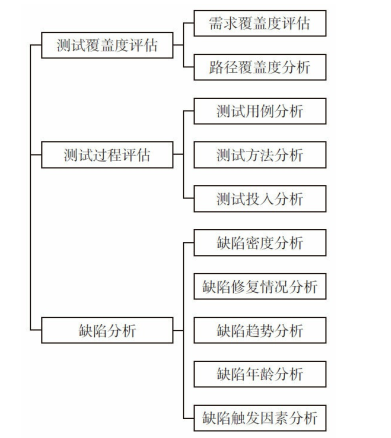 需求覆盖度评估
测试覆盖度评估
路径覆盖度分析
测试用例分析
测试过程评估
测试方法分析
测试投入分析
缺陷密度分析
缺陷修复情况分析
缺陷分析
缺陷趋势分析
缺陷年龄分析
缺陷触发因素分析